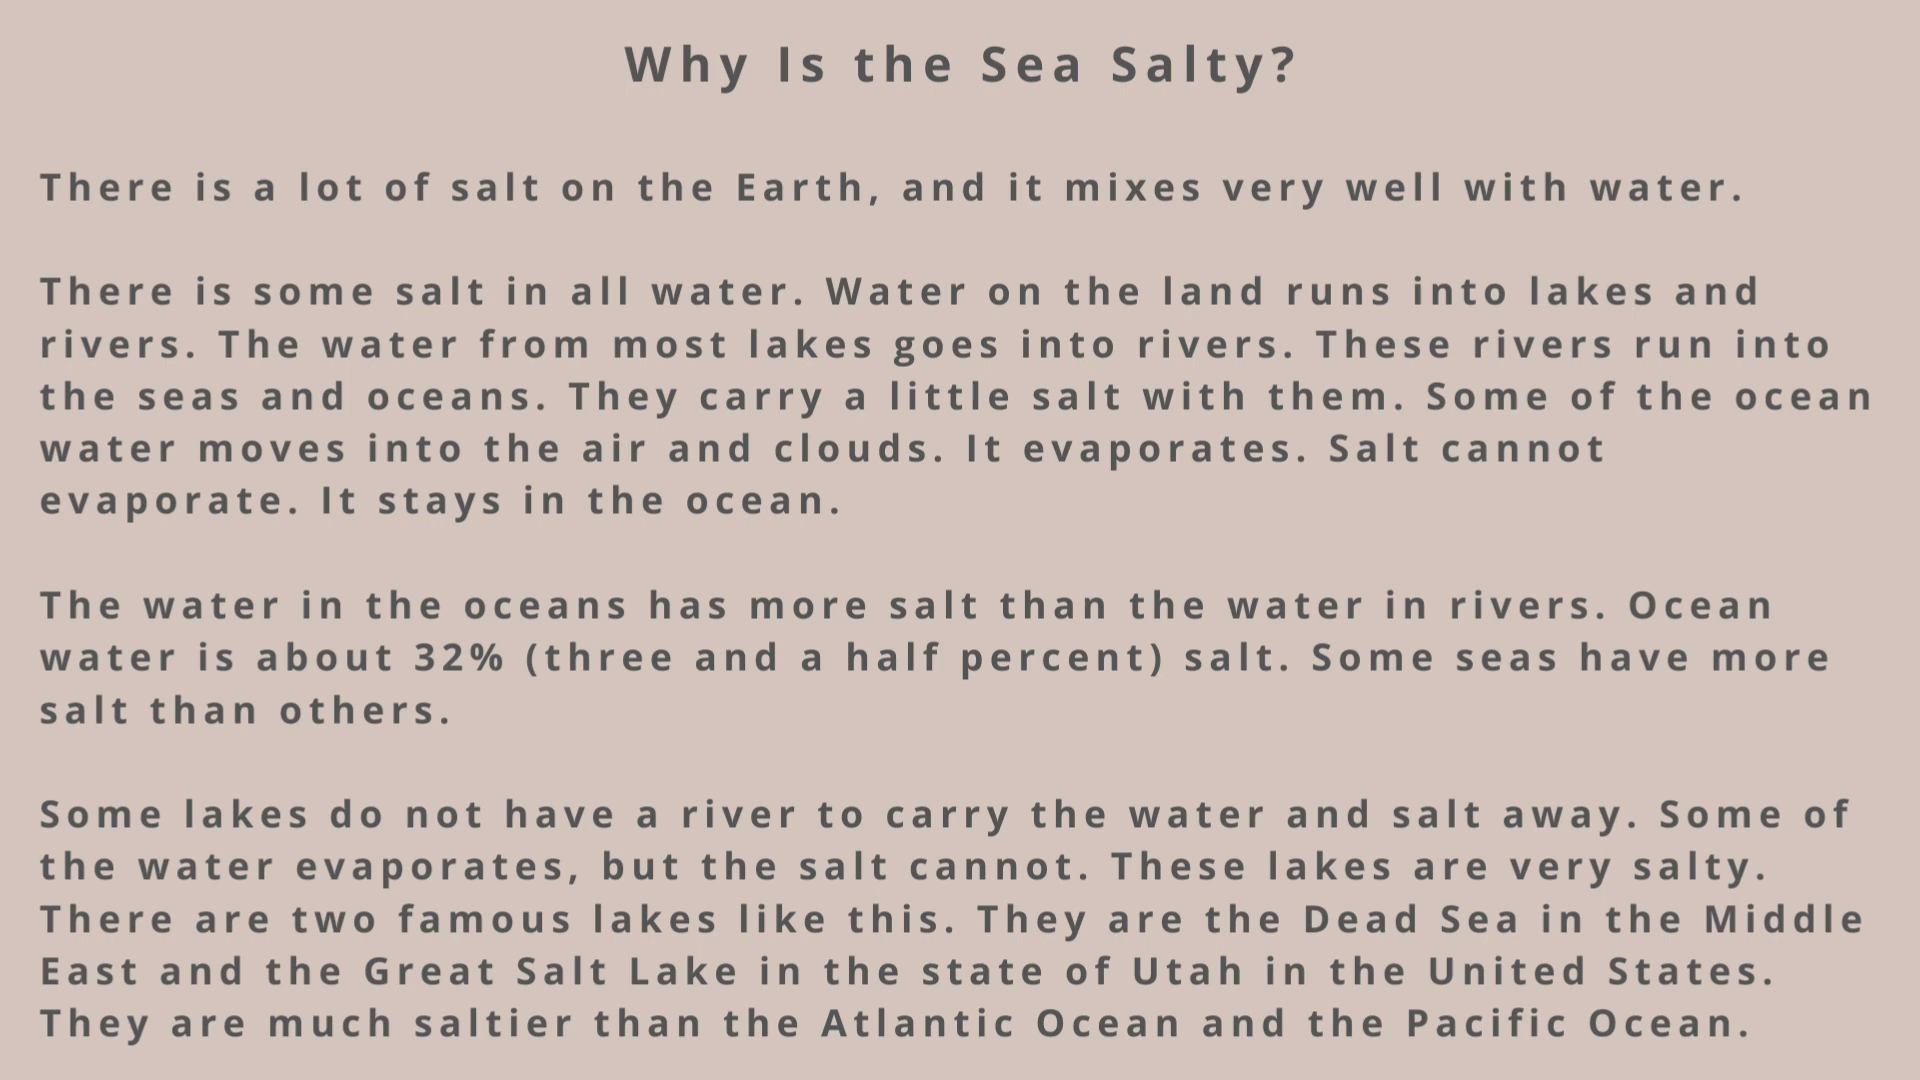 Why Is the Sea Salty?
There is a lot of salt on the Earth, and it mixes very well with water.
There is some salt in all water. Water on the land runs into lakes and
rivers. The water from most lakes goes into rivers. These rivers run into
the seas and oceans. They carry a little salt with them. Some of the ocean
water moves into the air and clouds. It evaporates. Salt cannot
evaporate. It stays in the ocean.
The water in the oceans has more salt than the water in rivers. Ocean
water is about 32% (three and a half percent) salt. Some seas have more
salt than others.
Some lakes do not have a river to carry the water and salt away. Some of
the water evaporates, but the salt cannot. These lakes are very salty.
There are two famous lakes like this. They are the Dead Sea in the Middle
East and the Great Salt Lake in the state of Utah in the United States.
They are much saltier than the Atlantic Ocean and the Pacific Ocean.